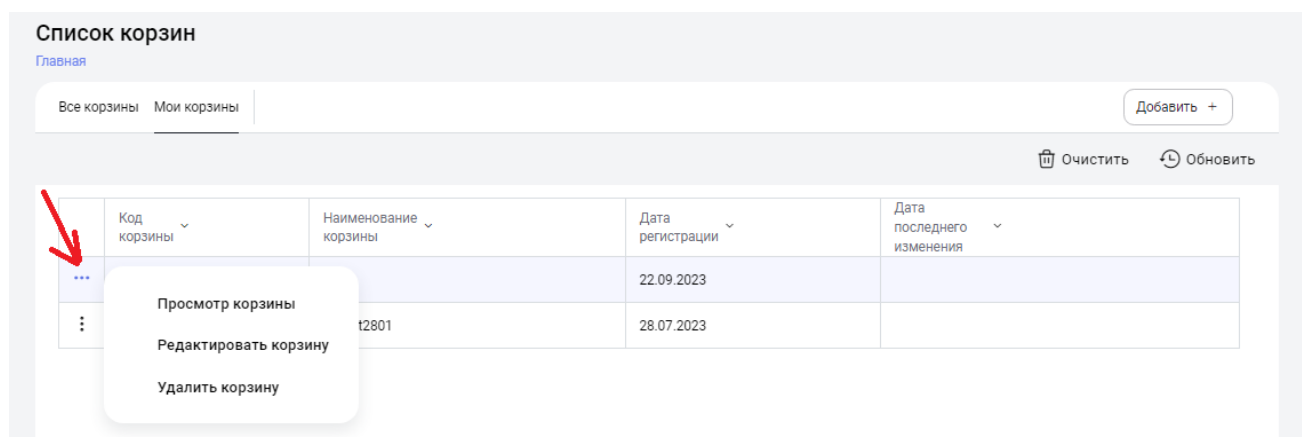 Список корзин
Главная
Все корзины Мои корзины
Добавить +
Очистить Обновить
Код
корзины
Наименование
корзины
Дата
регистрации
Дата
последнего
изменения
22.09.2023
Просмотр корзины
t2801 28.07.2023
Редактировать корзину
Удалить корзину